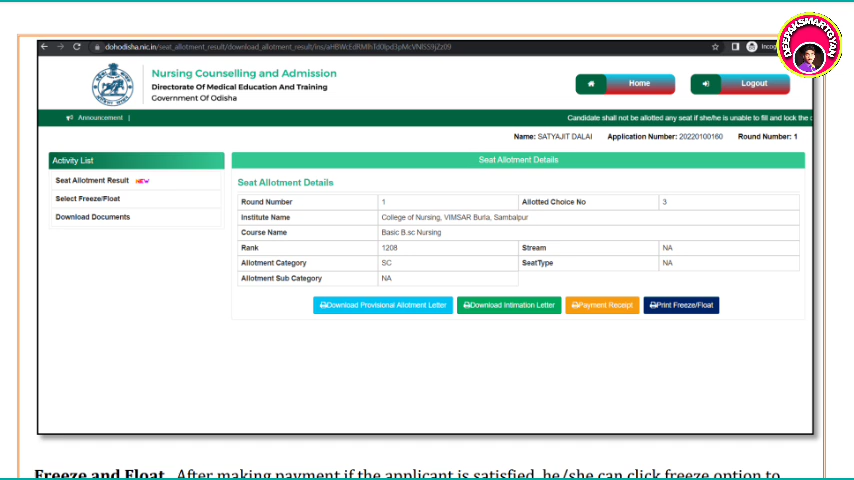 dohodisha.nic.in/seat_allotment_result/download_allotment_result/ins/
Incog
DEEPAKSMARTGYAN
Nursing Counselling and Admission
Directorate Of Medical Education And Training
Government Of Odisha
Home
Logout
Announcement |
Candidate shall not be allotted any seat if she/he is unable to fill and lock the
Name: SATYAJIT DALAI Application Number: 20220100160 Round Number: 1
Activity List
Seat Allotment Result NEW
Select Freeze/Float
Download Documents
Seat Allotment Details
Seat Allotment Details
Round Number 1 Allotted Choice No 3
Institute Name College of Nursing, VIMSAR Burla, Sambalpur
Course Name Basic B.sc Nursing
Rank 1208 Stream NA
Allotment Category SC SeatType NA
Allotment Sub Category NA
Download Provisional Allotment Letter Download Intimation Letter Payment Receipt Print Freeze/Float
Freeze and Float After making payment if the applicant is satisfied, he/she can click freeze option to